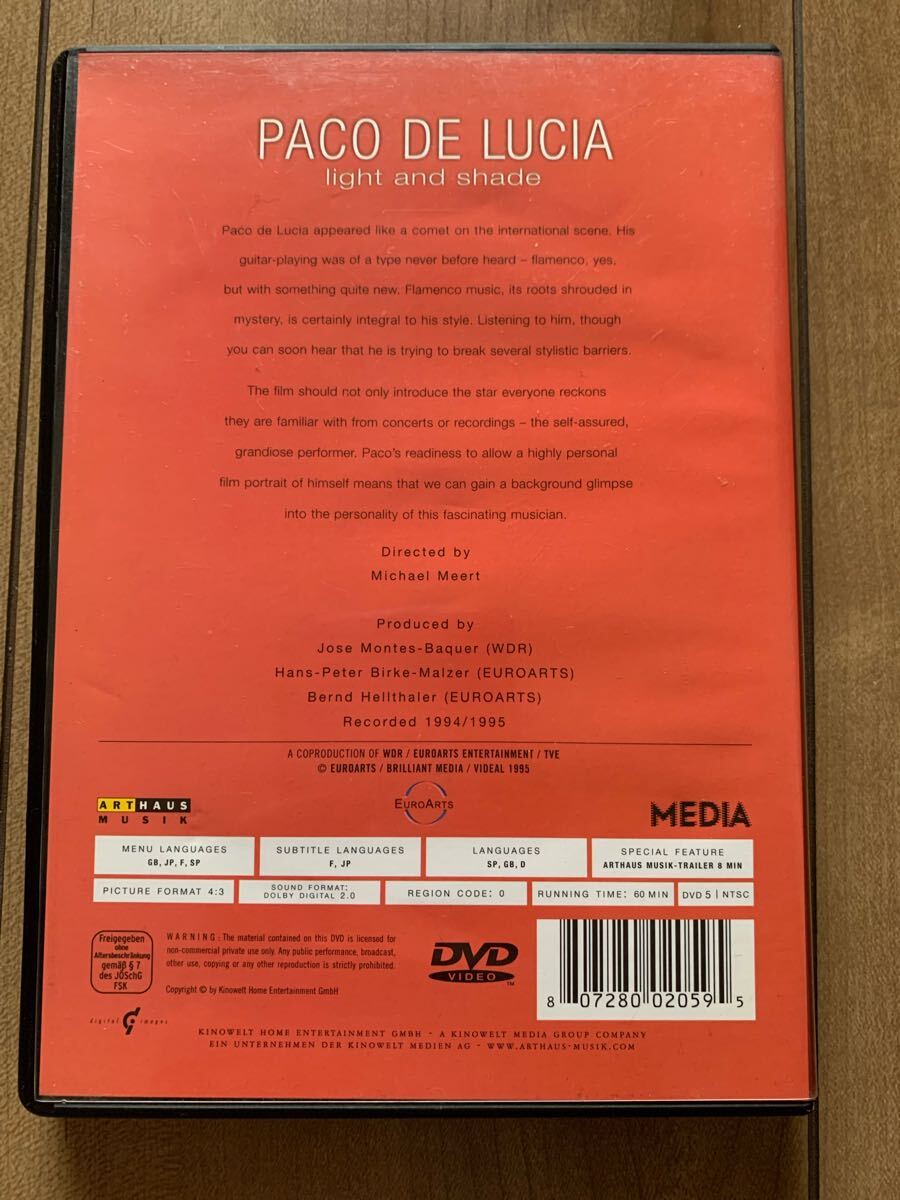 PACO DE LUCIA
light and shade
Paco de Lucia appeared like a comet on the international scene. His
guitar-playing was of a type never before heard – flamenco, yes,
but with something quite new. Flamenco music, its roots shrouded in
mystery, is certainly integral to his style. Listening to him, though
you can soon hear that he is trying to break several stylistic barriers.
The film should not only introduce the star everyone reckons
they are familiar with from concerts or recordings – the self-assured,
grandiose performer. Paco's readiness to allow a highly personal
film portrait of himself means that we can gain a background glimpse
into the personality of this fascinating musician.
Directed by
Michael Meert
Produced by
Jose Montes-Baquer (WDR)
Hans-Peter Birke-Malzer (EUROARTS)
Bernd Hellthaler (EUROARTS)
Recorded 1994/1995
A COPRODUCTION OF WDR / EUROARTS ENTERTAINMENT / TVE
© EUROARTS / BRILLIANT MEDIA / VIDEAL 1995
ARTHAUS
MUSIK
EUROARTS
MEDIA
MENU LANGUAGES
GB, JP, F, SP
SUBTITLE LANGUAGES
F, JP
LANGUAGES
SP, GB, D
SPECIAL FEATURE
ARTHAUS MUSIK-TRAILER 8 MIN
PICTURE FORMAT 4:3
SOUND FORMAT:
DOLBY DIGITAL 2.0
REGION CODE: 0
RUNNING TIME: 60 MIN
DVD 5 | NTSC
Freigegeben
ohne
Altersbeschränkung
gemäß § 7
des JÖSchG
FSK
WARNING: The material contained on this DVD is licensed for
non-commercial private use only. Any public performance, broadcast,
other use, copying or any other reproduction is strictly prohibited.
Copyright © by Kinowelt Home Entertainment GmbH
DVD
VIDEO
TM
8 07280 02059 5
digital images
KINOWELT HOME ENTERTAINMENT GMBH - A KINOWELT MEDIA GROUP COMPANY
EIN UNTERNEHMEN DER KINOWELT MEDIEN AG - WWW.ARTHAUS-MUSIK.COM